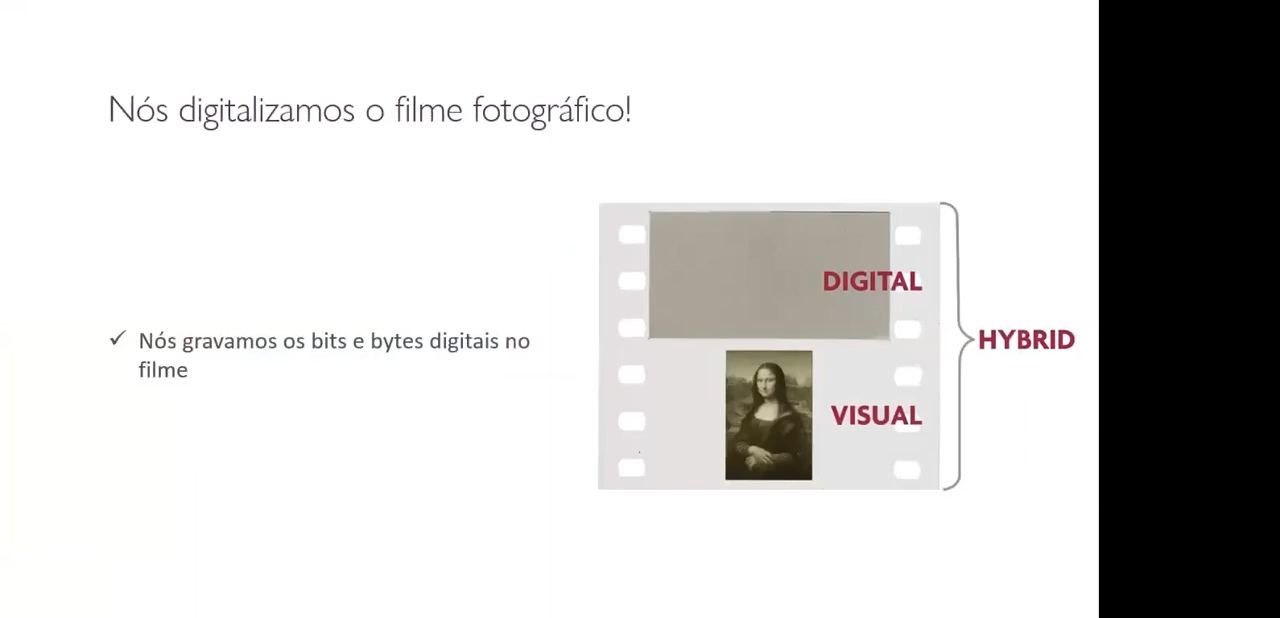 Nós digitalizamos o filme fotográfico!
DIGITAL
HYBRID
✓ Nós gravamos os bits e bytes digitais no
filme
VISUAL